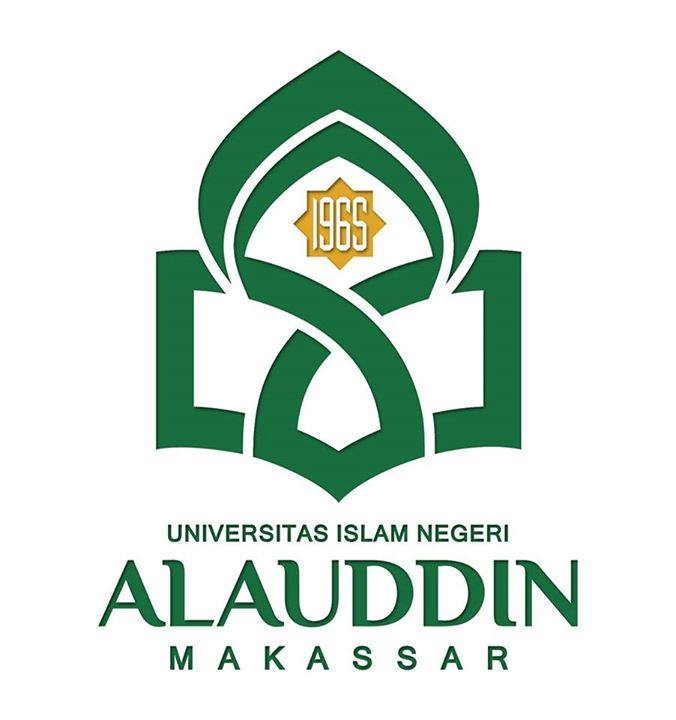 1965
UNIVERSITAS ISLAM NEGERI
ALAUDDIN
MAKASSAR